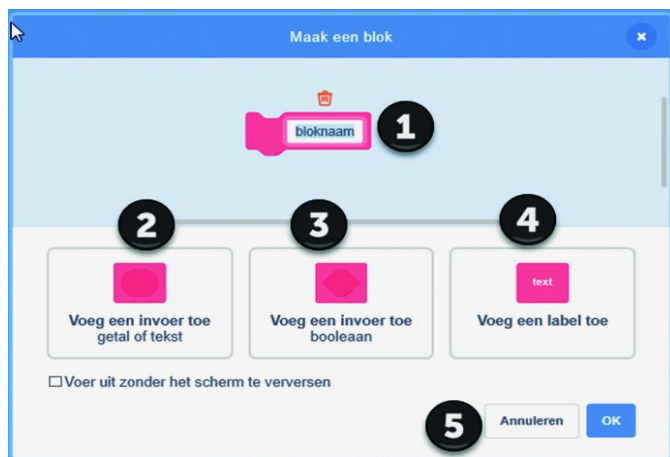 Maak een blok
bloknaam
1
2
3
4
text
Voeg een invoer toe
getal of tekst
Voeg een invoer toe
booleaan
Voeg een label toe
Voer uit zonder het scherm te verversen
5
Annuleren
OK